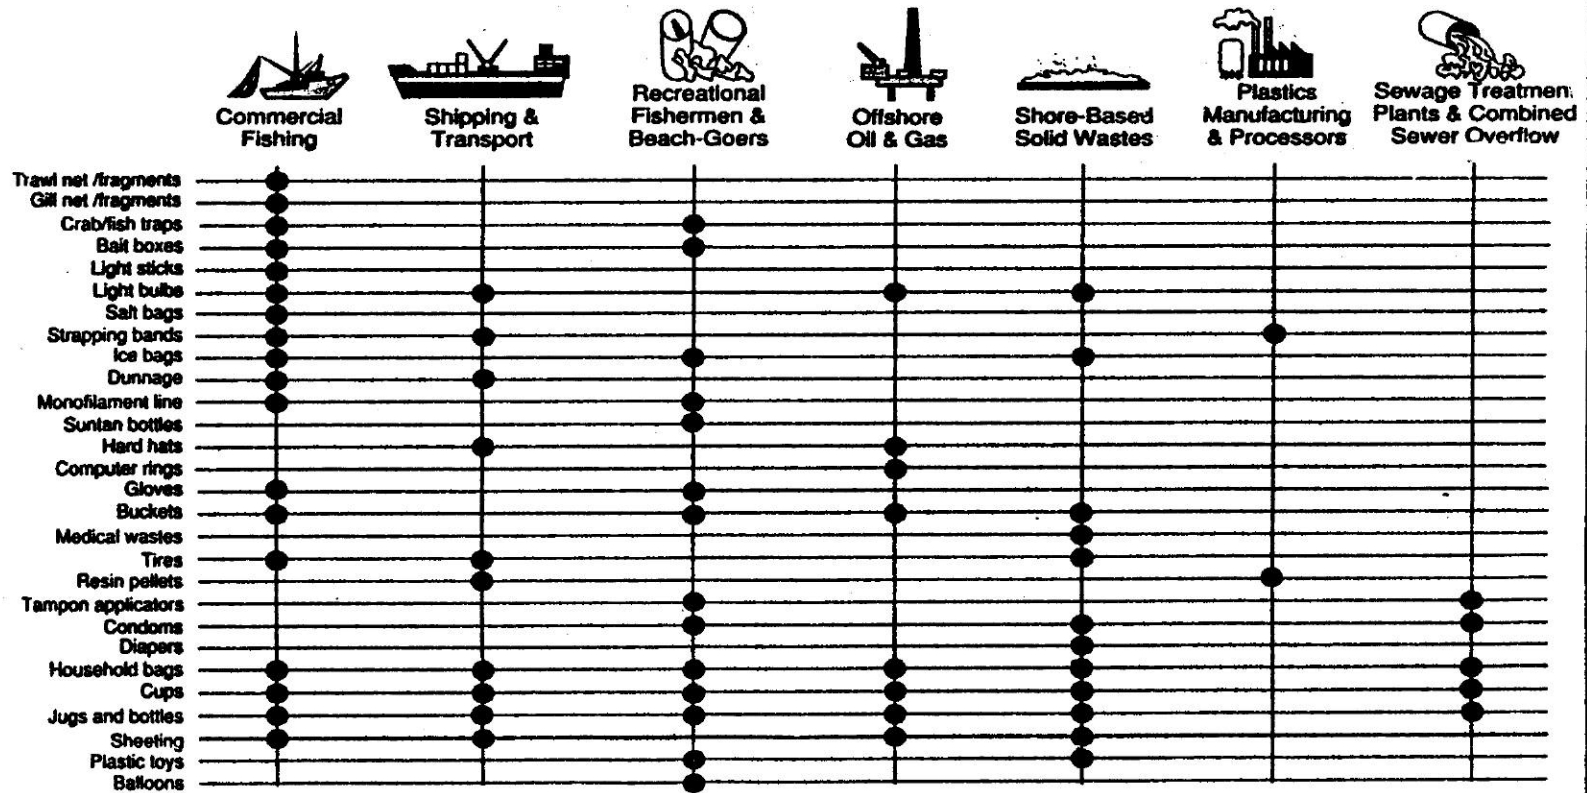 Commercial
Fishing
Shipping &
Transport
Recreational
Fishermen &
Beach-Goers
Offshore
Oil & Gas
Shore-Based
Solid Wastes
Plastics
Manufacturing
& Processors
Sewage Treatmen
Plants & Combined
Sewer Overflow
Trawl net /fragments
Gill net /fragments
Crab/fish traps
Bait boxes
Light sticks
Light bulbs
Salt bags
Strapping bands
Ice bags
Dunnage
Monofilament line
Suntan bottles
Hard hats
Computer rings
Gloves
Buckets
Medical wastes
Tires
Resin pellets
Tampon applicators
Condoms
Diapers
Household bags
Cups
Jugs and bottles
Sheeting
Plastic toys
Balloons